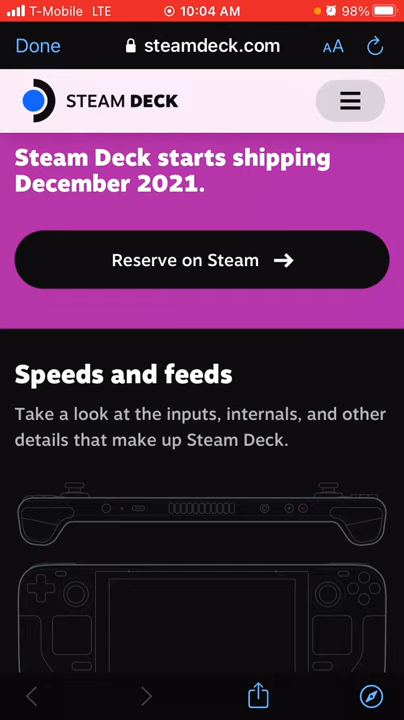 T-Mobile LTE 10:04 AM 98%
Done steamdeck.com AA
STEAM DECK
Steam Deck starts shipping
December 2021.
Reserve on Steam →
Speeds and feeds
Take a look at the inputs, internals, and other
details that make up Steam Deck.